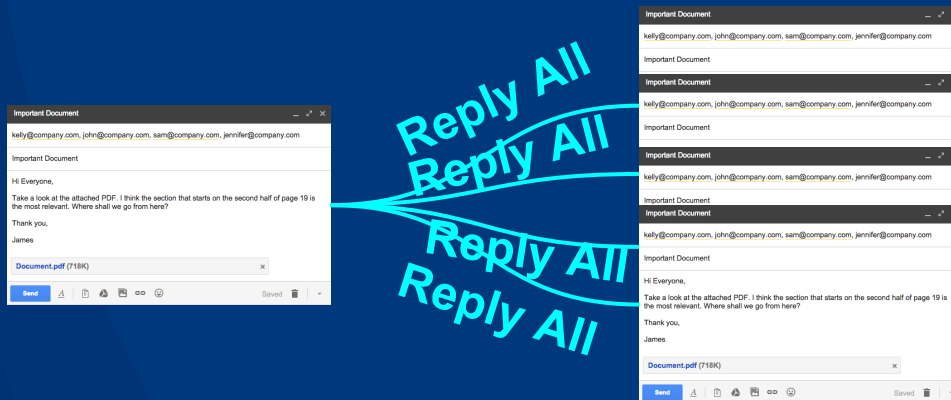 Important Document
kelly@company.com, john@company.com, sam@company.com, jennifer@company.com
Important Document
Hi Everyone,
Take a look at the attached PDF. I think the section that starts on the second half of page 19 is
the most relevant. Where shall we go from here?
Thank you,
James
Document.pdf (718K)
Send
Saved
Reply All
Reply All
Reply All
Reply All
Important Document
kelly@company.com, john@company.com, sam@company.com, jennifer@company.com
Important Document
Important Document
kelly@company.com, john@company.com, sam@company.com, jennifer@company.com
Important Document
Important Document
kelly@company.com, john@company.com, sam@company.com, jennifer@company.com
Important Document
Important Document
kelly@company.com, john@company.com, sam@company.com, jennifer@company.com
Important Document
Hi Everyone,
Take a look at the attached PDF. I think the section that starts on the second half of page 19 is
the most relevant. Where shall we go from here?
Thank you,
James
Document.pdf (718K)
Send
Saved